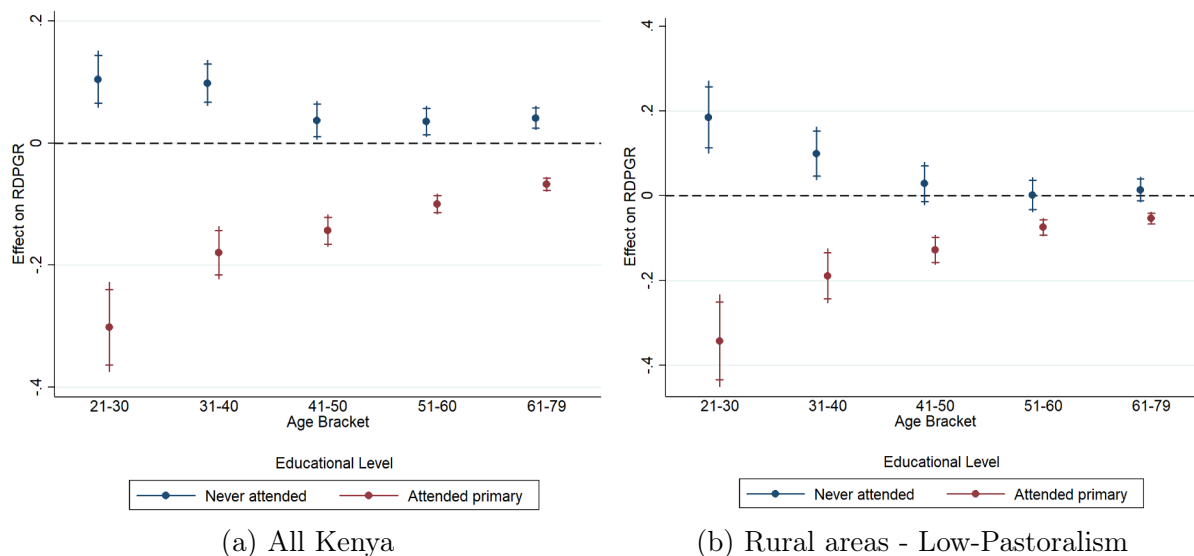 Effect on RDPGR
.2
0
-.2
-.4
21-30 31-40 41-50 51-60 61-79
Age Bracket
Educational Level
Never attended Attended primary
(a) All Kenya
Effect on RDPGR
.4
.2
0
-.2
-.4
21-30 31-40 41-50 51-60 61-79
Age Bracket
Educational Level
Never attended Attended primary
(b) Rural areas - Low-Pastoralism